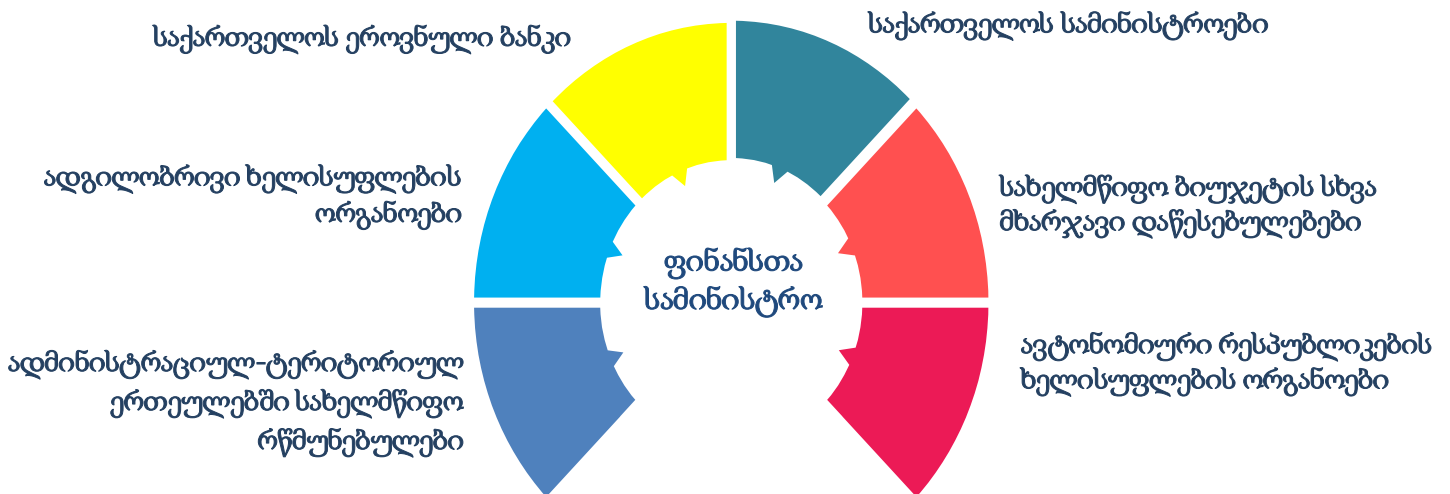 საქართველოს ეროვნული ბანკი
საქართველოს სამინისტროები
ადგილობრივი ხელისუფლების
ორგანოები
სახელმწიფო ბიუჯეტის სხვა
მხარჯავი დაწესებულებები
ფინანსთა
სამინისტრო
ადმინისტრაციულ-ტერიტორიულ
ერთეულებში სახელმწიფო
რწმუნებულები
ავტონომიური რესპუბლიკების
ხელისუფლების ორგანოები